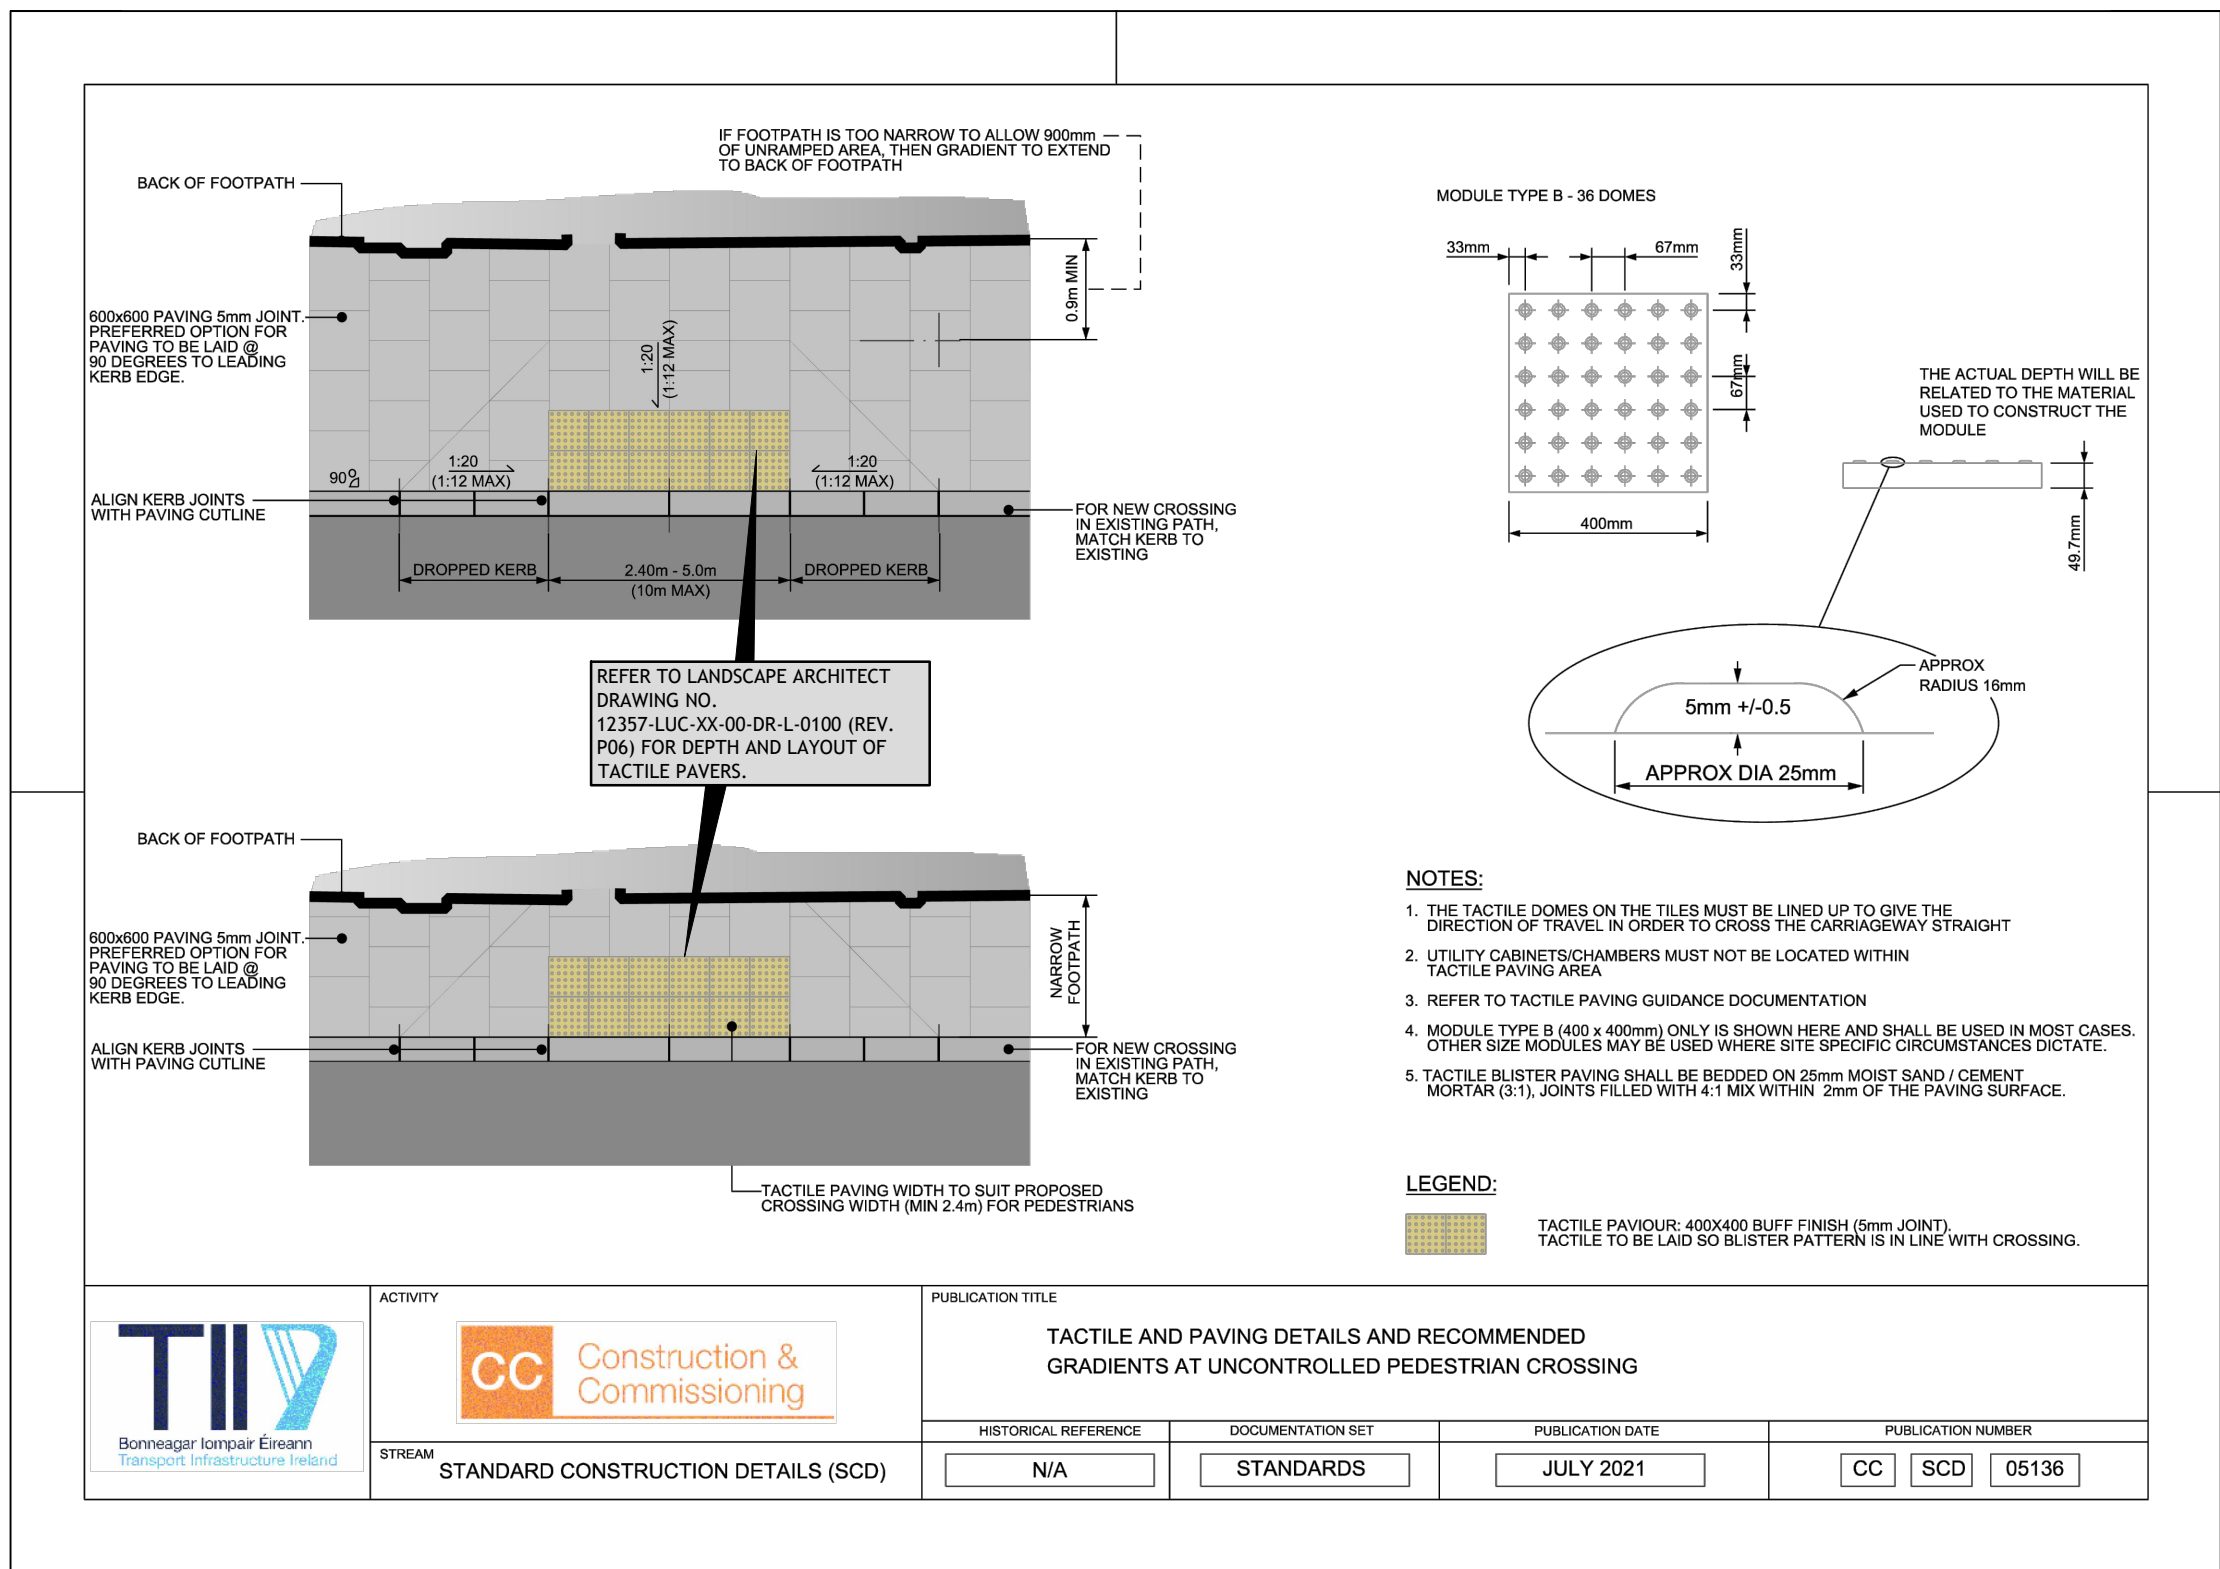 IF FOOTPATH IS TOO NARROW TO ALLOW 900mm
OF UNRAMPED AREA, THEN GRADIENT TO EXTEND
TO BACK OF FOOTPATH
BACK OF FOOTPATH
0.9m MIN
600x600 PAVING 5mm JOINT.
PREFERRED OPTION FOR
PAVING TO BE LAID @
90 DEGREES TO LEADING
KERB EDGE.
1:20
(1:12 MAX)
90°
1:20
(1:12 MAX)
1:20
(1:12 MAX)
ALIGN KERB JOINTS
WITH PAVING CUTLINE
FOR NEW CROSSING
IN EXISTING PATH,
MATCH KERB TO
EXISTING
DROPPED KERB
2.40m - 5.0m
(10m MAX)
DROPPED KERB
REFER TO LANDSCAPE ARCHITECT
DRAWING NO.
12357-LUC-XX-00-DR-L-0100 (REV.
P06) FOR DEPTH AND LAYOUT OF
TACTILE PAVERS.
BACK OF FOOTPATH
600x600 PAVING 5mm JOINT.
PREFERRED OPTION FOR
PAVING TO BE LAID @
90 DEGREES TO LEADING
KERB EDGE.
NARROW
FOOTPATH
ALIGN KERB JOINTS
WITH PAVING CUTLINE
FOR NEW CROSSING
IN EXISTING PATH,
MATCH KERB TO
EXISTING
TACTILE PAVING WIDTH TO SUIT PROPOSED
CROSSING WIDTH (MIN 2.4m) FOR PEDESTRIANS
MODULE TYPE B - 36 DOMES
33mm
67mm
33mm
67mm
400mm
THE ACTUAL DEPTH WILL BE
RELATED TO THE MATERIAL
USED TO CONSTRUCT THE
MODULE
49.7mm
APPROX
RADIUS 16mm
5mm +/-0.5
APPROX DIA 25mm
NOTES:
1. THE TACTILE DOMES ON THE TILES MUST BE LINED UP TO GIVE THE
DIRECTION OF TRAVEL IN ORDER TO CROSS THE CARRIAGEWAY STRAIGHT
2. UTILITY CABINETS/CHAMBERS MUST NOT BE LOCATED WITHIN
TACTILE PAVING AREA
3. REFER TO TACTILE PAVING GUIDANCE DOCUMENTATION
4. MODULE TYPE B (400 x 400mm) ONLY IS SHOWN HERE AND SHALL BE USED IN MOST CASES.
OTHER SIZE MODULES MAY BE USED WHERE SITE SPECIFIC CIRCUMSTANCES DICTATE.
5. TACTILE BLISTER PAVING SHALL BE BEDDED ON 25mm MOIST SAND / CEMENT
MORTAR (3:1), JOINTS FILLED WITH 4:1 MIX WITHIN 2mm OF THE PAVING SURFACE.
LEGEND:
TACTILE PAVIOUR: 400X400 BUFF FINISH (5mm JOINT).
TACTILE TO BE LAID SO BLISTER PATTERN IS IN LINE WITH CROSSING.
TII
Bonneagar Iompair Éireann
Transport Infrastructure Ireland
ACTIVITY
CC
Construction &
Commissioning
STREAM
STANDARD CONSTRUCTION DETAILS (SCD)
PUBLICATION TITLE
TACTILE AND PAVING DETAILS AND RECOMMENDED
GRADIENTS AT UNCONTROLLED PEDESTRIAN CROSSING
HISTORICAL REFERENCE
N/A
DOCUMENTATION SET
STANDARDS
PUBLICATION DATE
JULY 2021
PUBLICATION NUMBER
CC SCD 05136